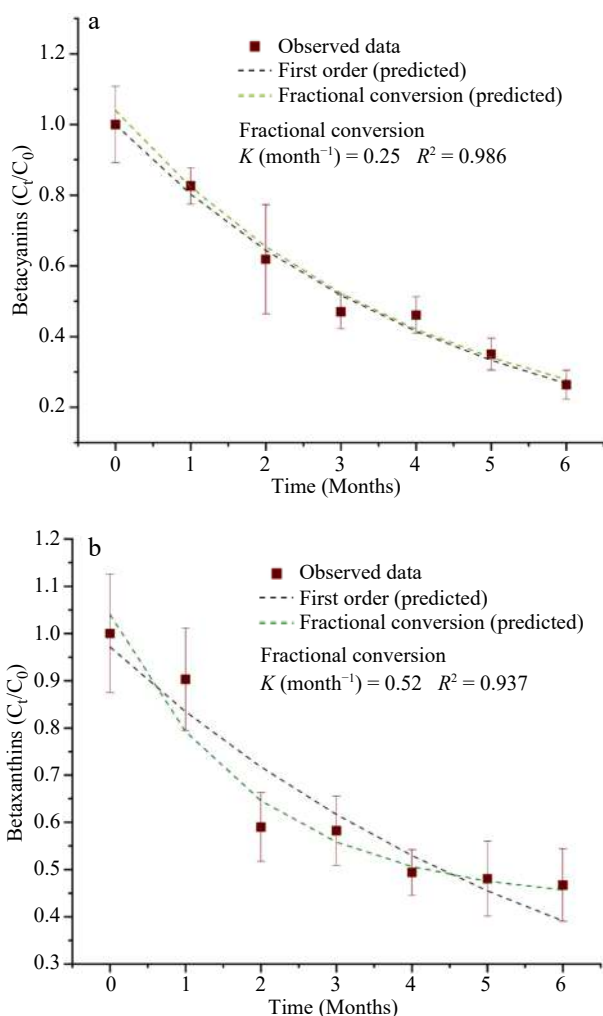 a
Observed data
First order (predicted)
Fractional conversion (predicted)
Fractional conversion
K (month⁻¹) = 0.25 R² = 0.986
Betacyanins (Cₜ/C₀)
1.2
1.0
0.8
0.6
0.4
0.2
0 1 2 3 4 5 6
Time (Months)
b
Observed data
First order (predicted)
Fractional conversion (predicted)
Fractional conversion
K (month⁻¹) = 0.52 R² = 0.937
Betaxanthins (Cₜ/C₀)
1.2
1.1
1.0
0.9
0.8
0.7
0.6
0.5
0.4
0.3
0 1 2 3 4 5 6
Time (Months)